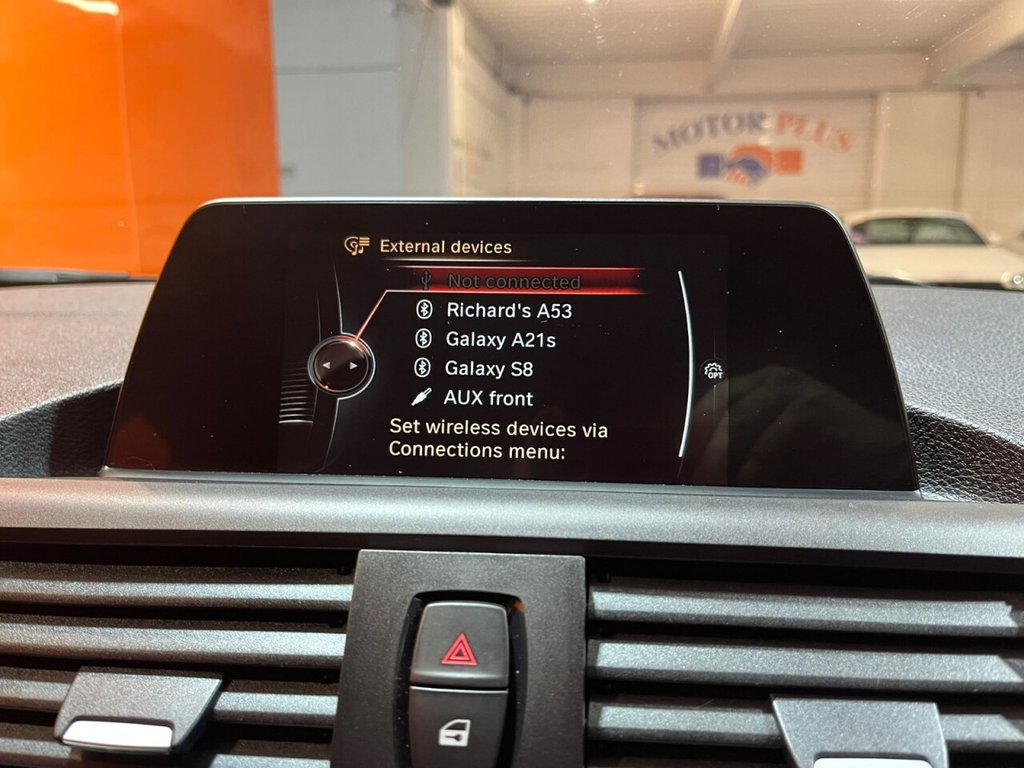 MOTOR PLUS
External devices
Not connected
Richard's A53
Galaxy A21s
Galaxy S8
OPT
AUX front
Set wireless devices via
Connections menu: